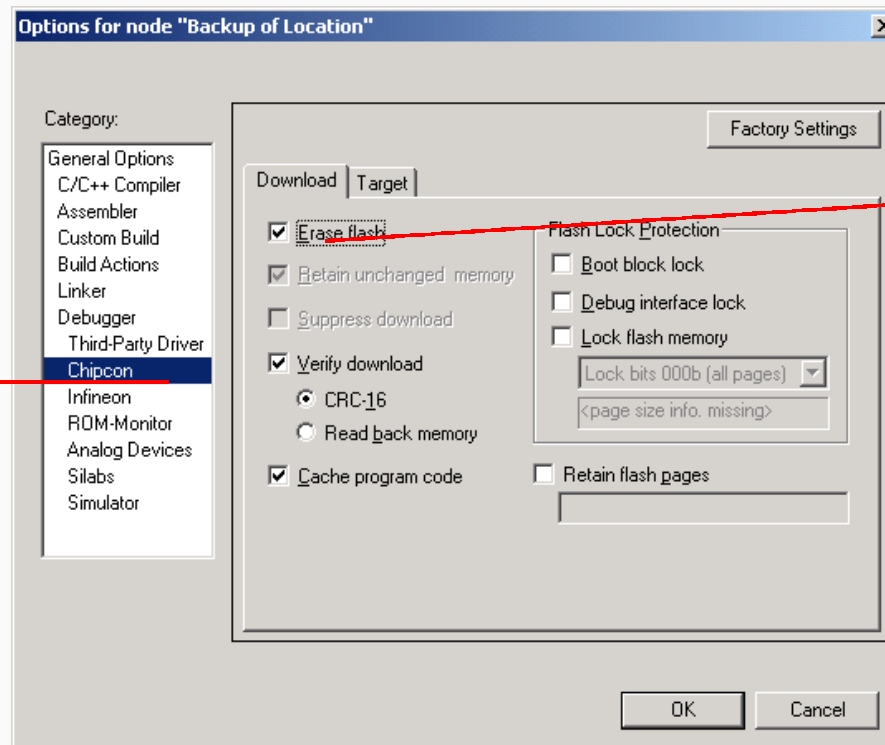 Options for node "Backup of Location"
Category:
General Options
C/C++ Compiler
Assembler
Custom Build
Build Actions
Linker
Debugger
Third-Party Driver
Chipcon
Infineon
ROM-Monitor
Analog Devices
Silabs
Simulator
Factory Settings
Download
Target
Erase flash
Retain unchanged memory
Suppress download
Verify download
CRC-16
Read back memory
Cache program code
Flash Lock Protection
Boot block lock
Debug interface lock
Lock flash memory
Lock bits 000b (all pages)
<page size info. missing>
Retain flash pages
OK
Cancel